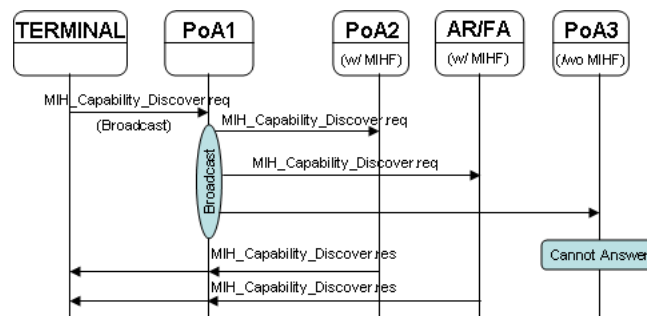 TERMINAL
PoA1
PoA2
(w/ MIHF)
AR/FA
(w/ MIHF)
PoA3
(/wo MIHF)
MIH_Capability_Discover.req
(Broadcast)
MIH_Capability_Discover.req
MIH_Capability_Discover.req
Broadcast
Cannot Answer
MIH_Capability_Discover.res
MIH_Capability_Discover.res